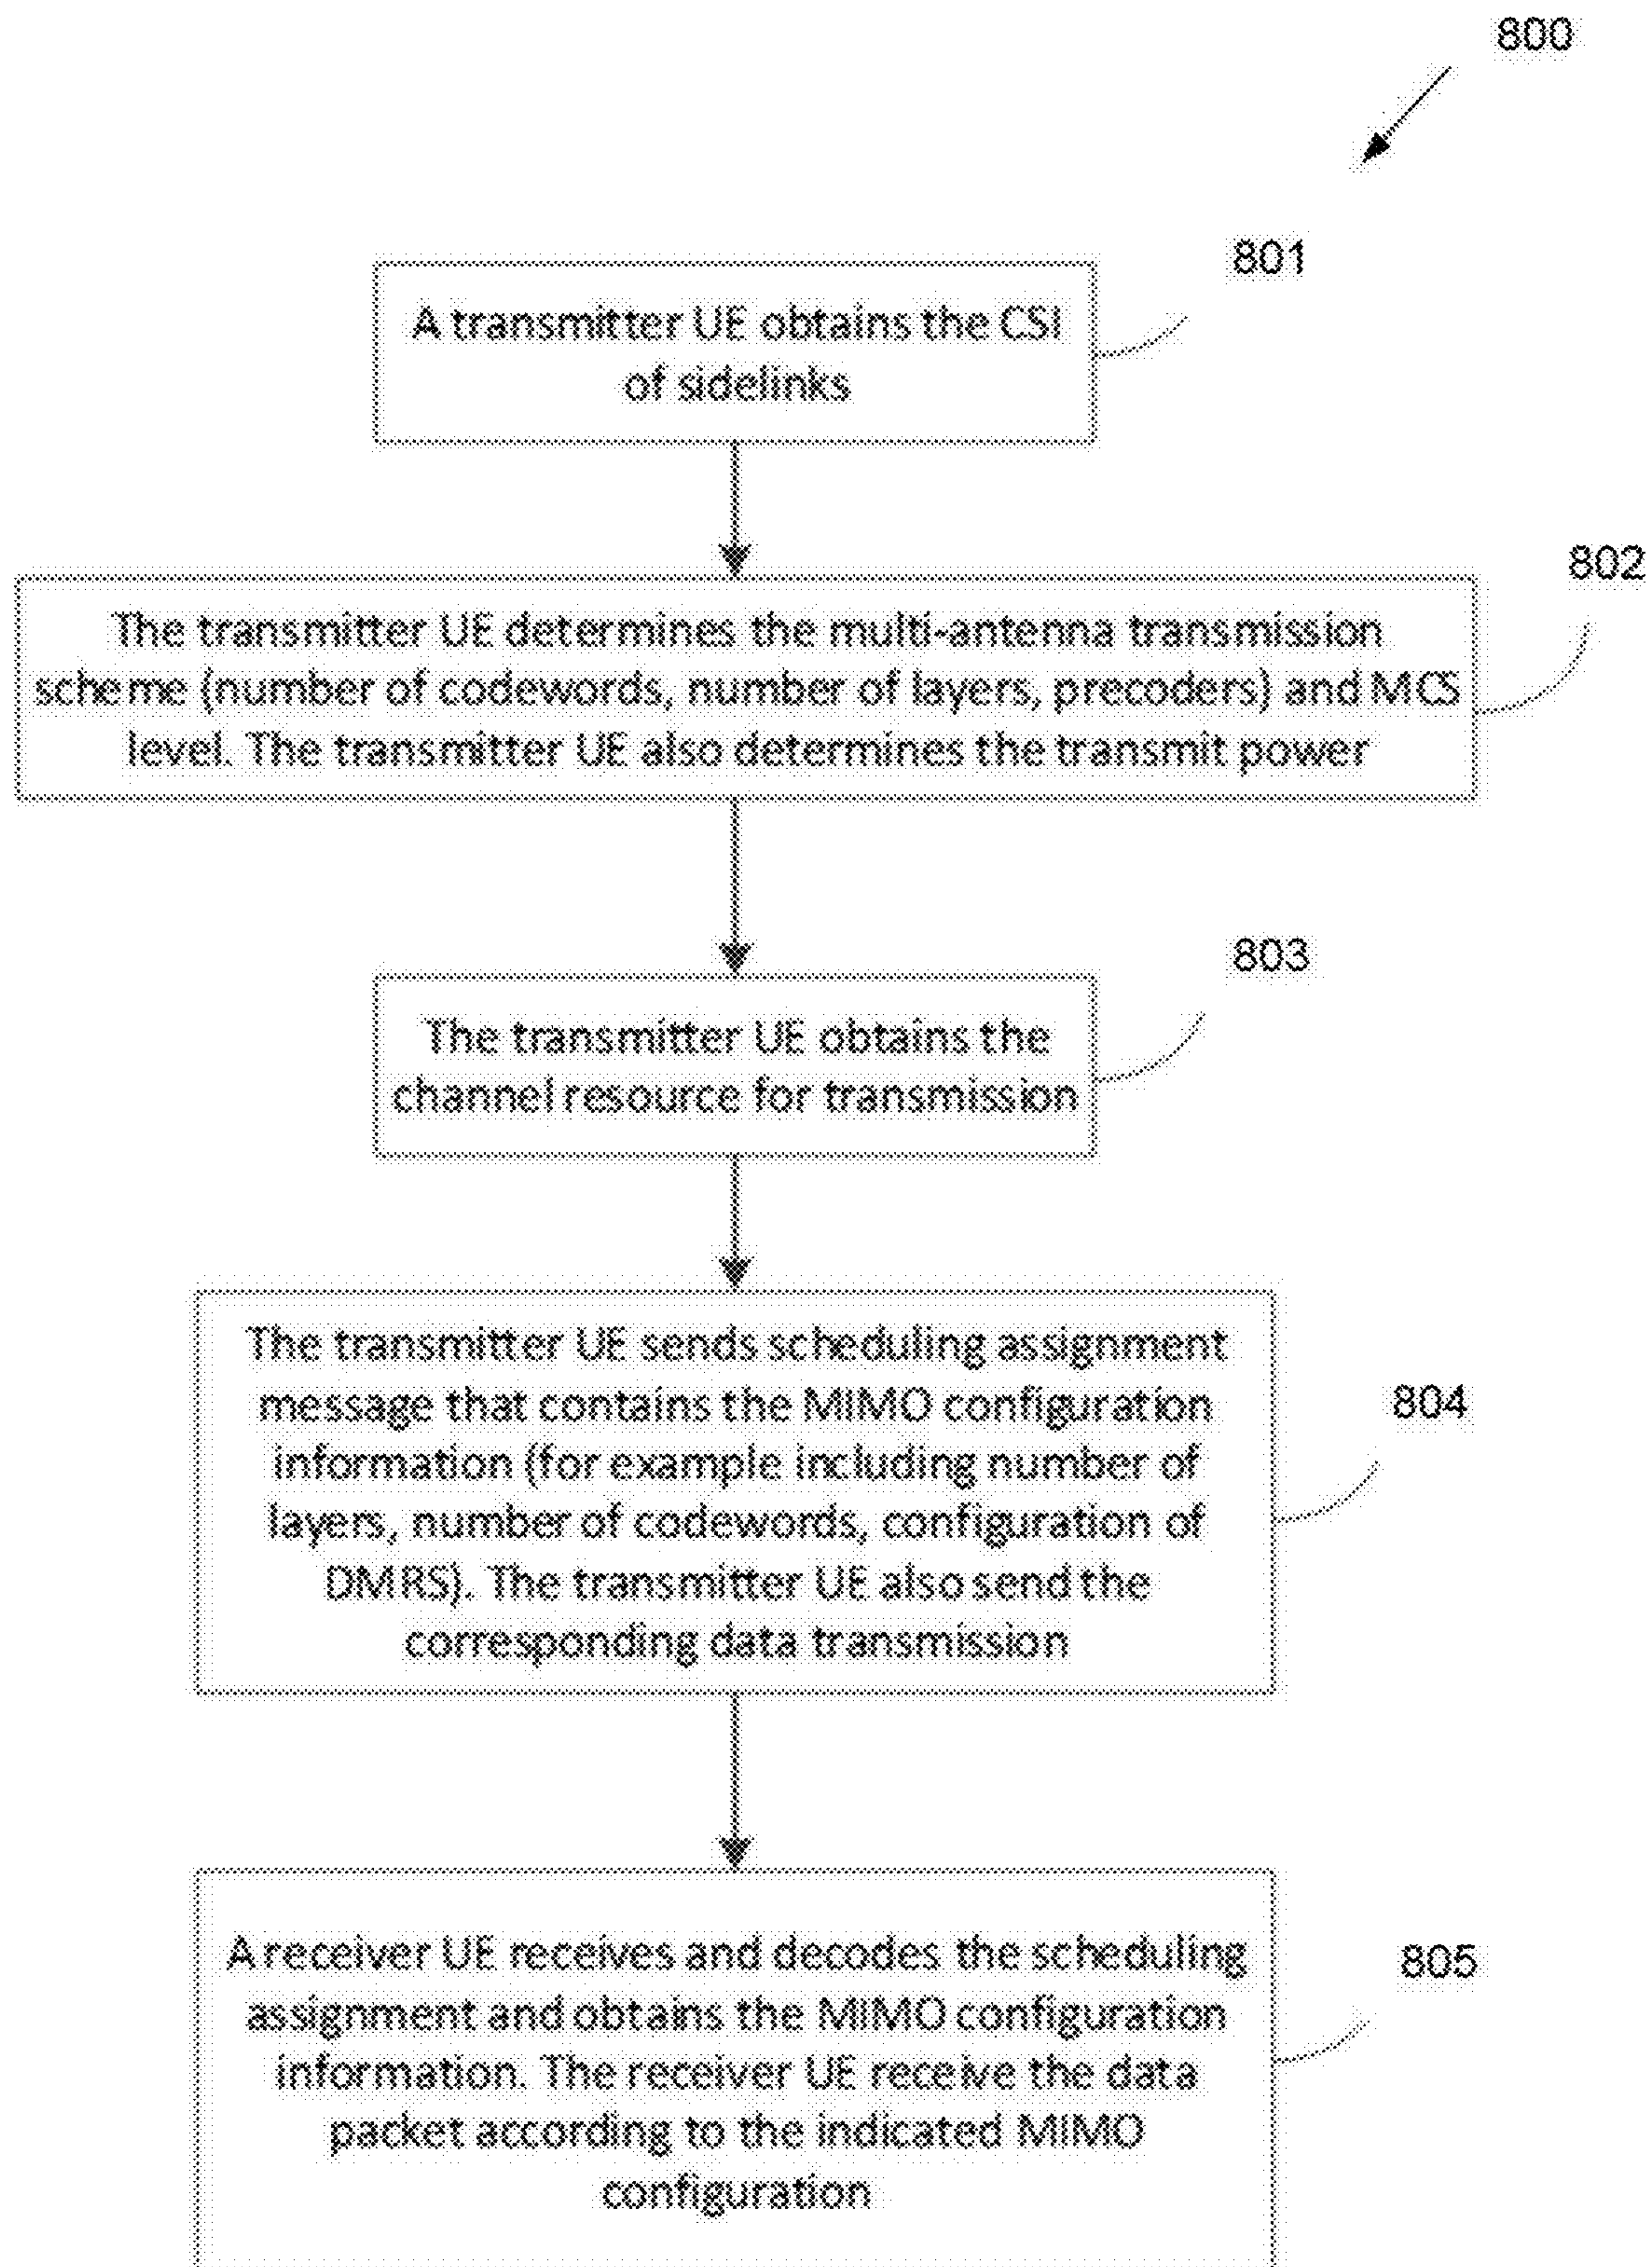 800
801
A transmitter UE obtains the CSI
of sidelinks
802
The transmitter UE determines the multi-antenna transmission
scheme (number of codewords, number of layers, precoders) and MCS
level. The transmitter UE also determines the transmit power
803
The transmitter UE obtains the
channel resource for transmission
The transmitter UE sends scheduling assignment
message that contains the MIMO configuration
804
information (for example including number of
layers, number of codewords, configuration of
DMRS). The transmitter UE also send the
corresponding data transmission
A receiver UE receives and decodes the scheduling
805
assignment and obtains the MIMO configuration
information. The receiver UE receive the data
packet according to the indicated MIMO
configuration